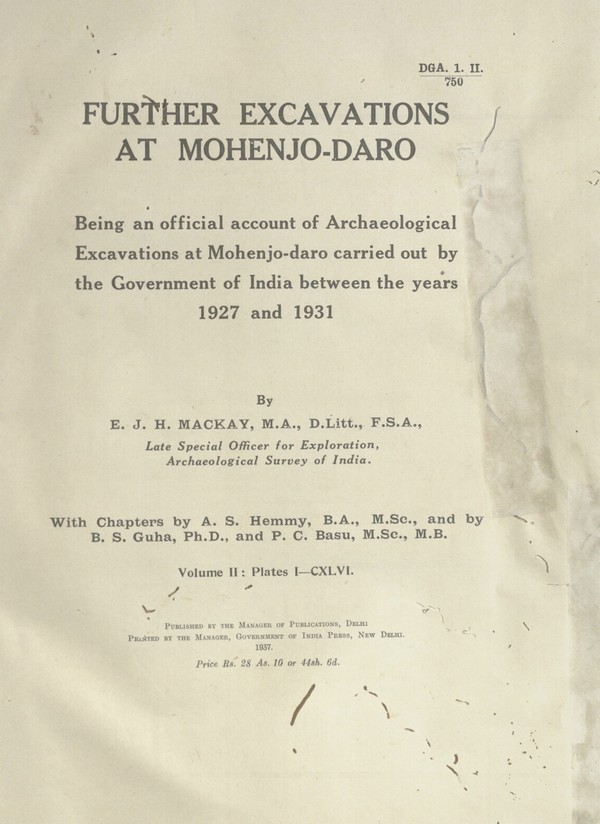 DGA. 1. II.
750
FURTHER EXCAVATIONS
AT MOHENJO-DARO
Being an official account of Archaeological
Excavations at Mohenjo-daro carried out by
the Government of India between the years
1927 and 1931
By
E. J. H. MACKAY, M.A., D.Litt., F.S.A.,
Late Special Officer for Exploration,
Archaeological Survey of India.
With Chapters by A. S. Hemmy, B.A., M.Sc., and by
B. S. Guha, Ph.D., and P. C. Basu, M.Sc., M.B.
Volume II : Plates I—CXLVI.
Published by the Manager of Publications, Delhi
Printed by the Manager, Government of India Press, New Delhi.
1937.
Price Rs. 28 As. 10 or 44sh. 6d.